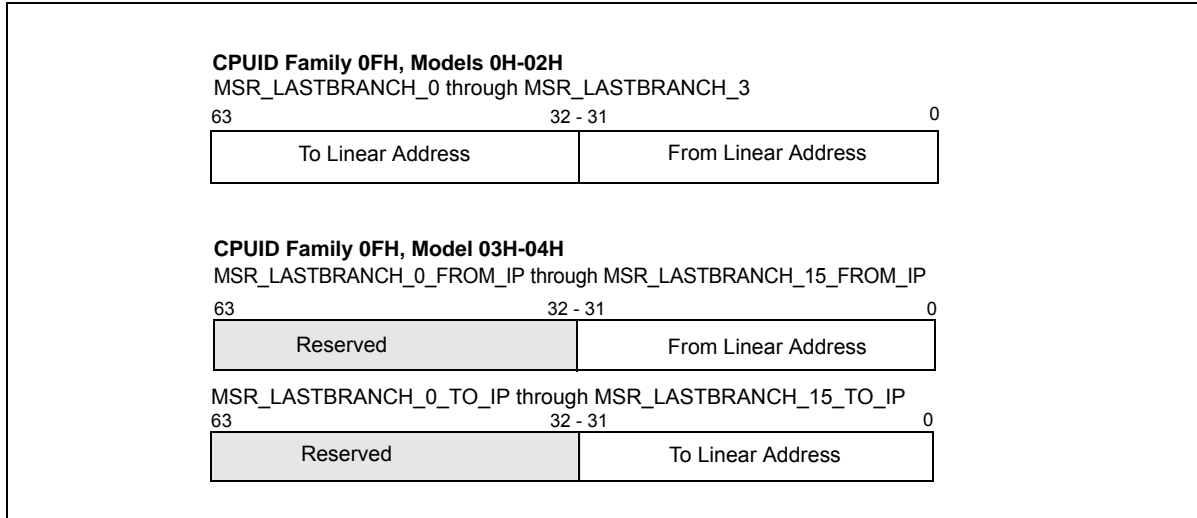 CPUID Family 0FH, Models 0H-02H
MSR_LASTBRANCH_0 through MSR_LASTBRANCH_3
63 32 - 31 0
To Linear Address From Linear Address
CPUID Family 0FH, Model 03H-04H
MSR_LASTBRANCH_0_FROM_IP through MSR_LASTBRANCH_15_FROM_IP
63 32 - 31 0
Reserved From Linear Address
MSR_LASTBRANCH_0_TO_IP through MSR_LASTBRANCH_15_TO_IP
63 32 - 31 0
Reserved To Linear Address